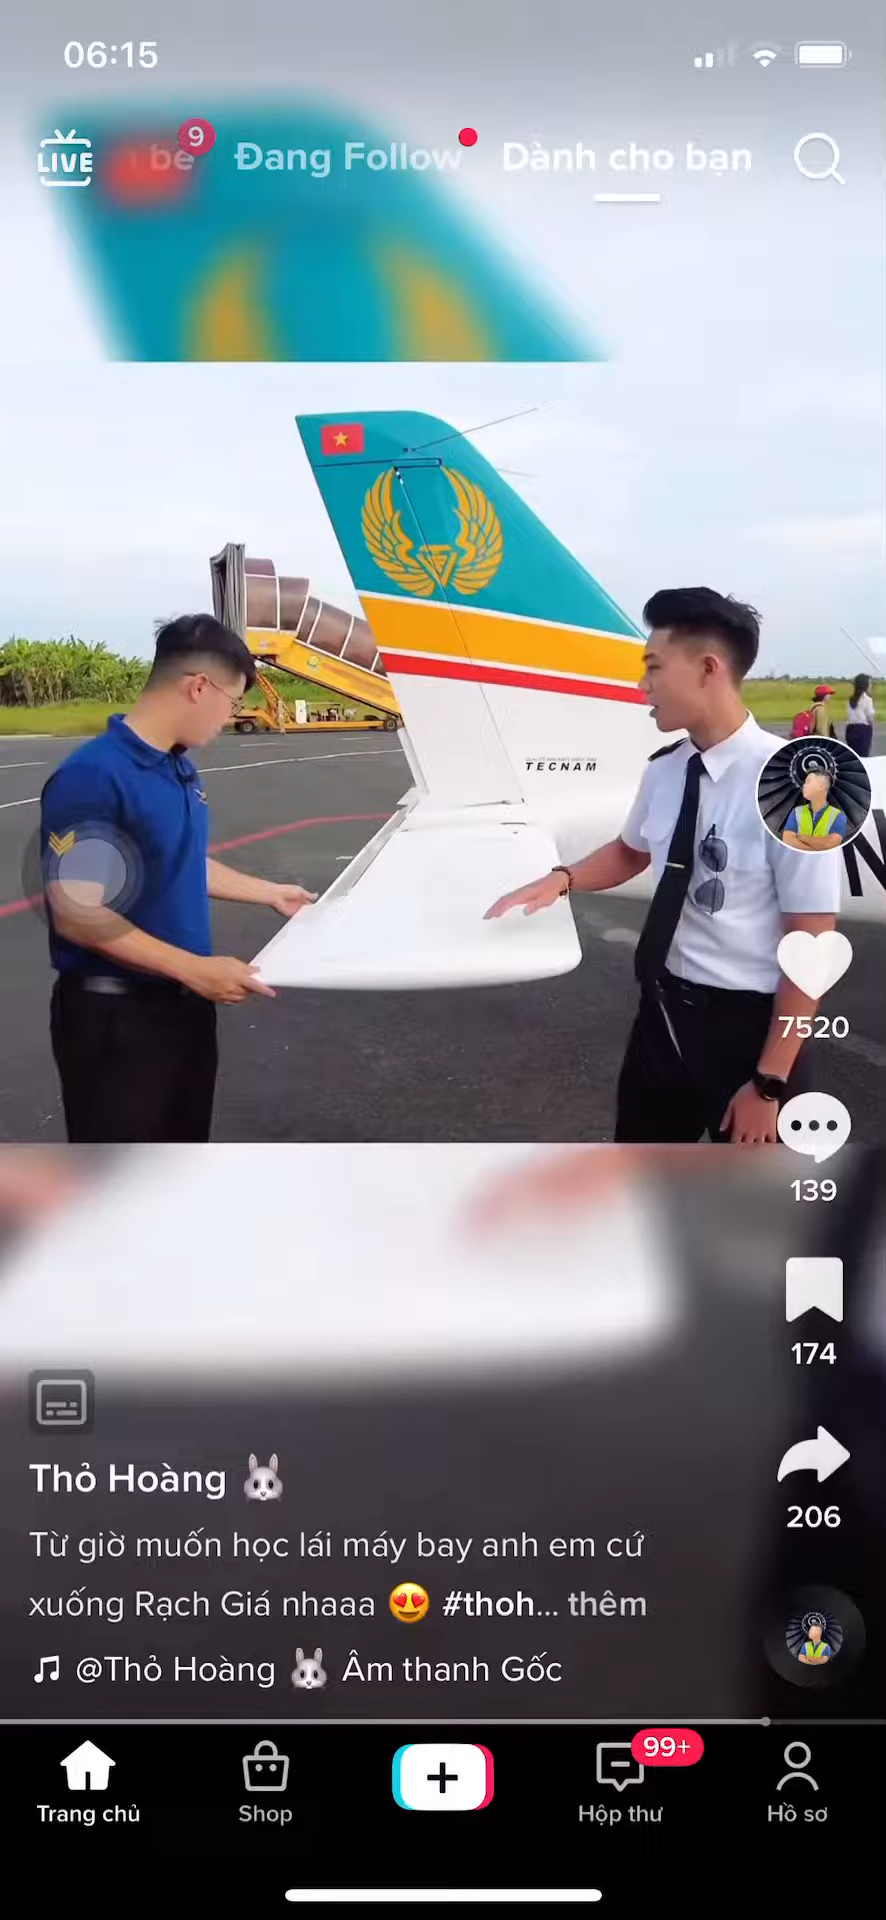 06:15
LIVE
bè
9
Đang Follow
Dành cho bạn
TECNAM
N
7520
139
174
206
Thỏ Hoàng 🐰
Từ giờ muốn học lái máy bay anh em cứ
xuống Rạch Giá nhaaa 😍 #thoh... thêm
@Thỏ Hoàng 🐰 Âm thanh Gốc
Trang chủ
Shop
99+
Hộp thư
Hồ sơ